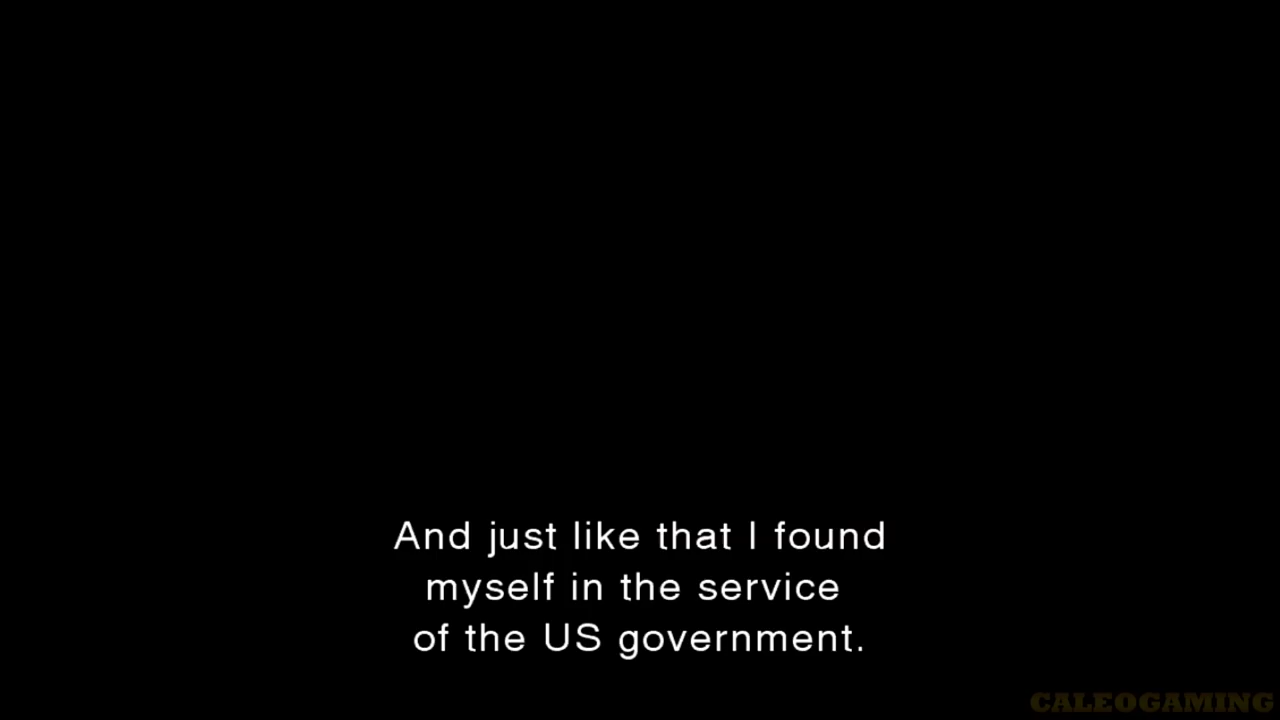 And just like that I found
myself in the service
of the US government.
CALEOGAMING